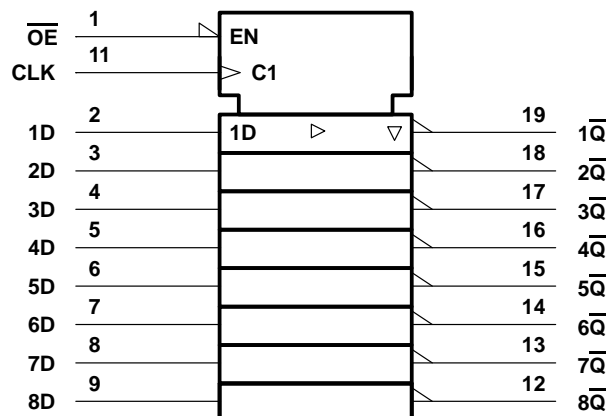 O̅E̅ 1 EN
CLK 11 C1
1D 2 1D 19 1Q̅
2D 3 18 2Q̅
3D 4 17 3Q̅
4D 5 16 4Q̅
5D 6 15 5Q̅
6D 7 14 6Q̅
7D 8 13 7Q̅
8D 9 12 8Q̅